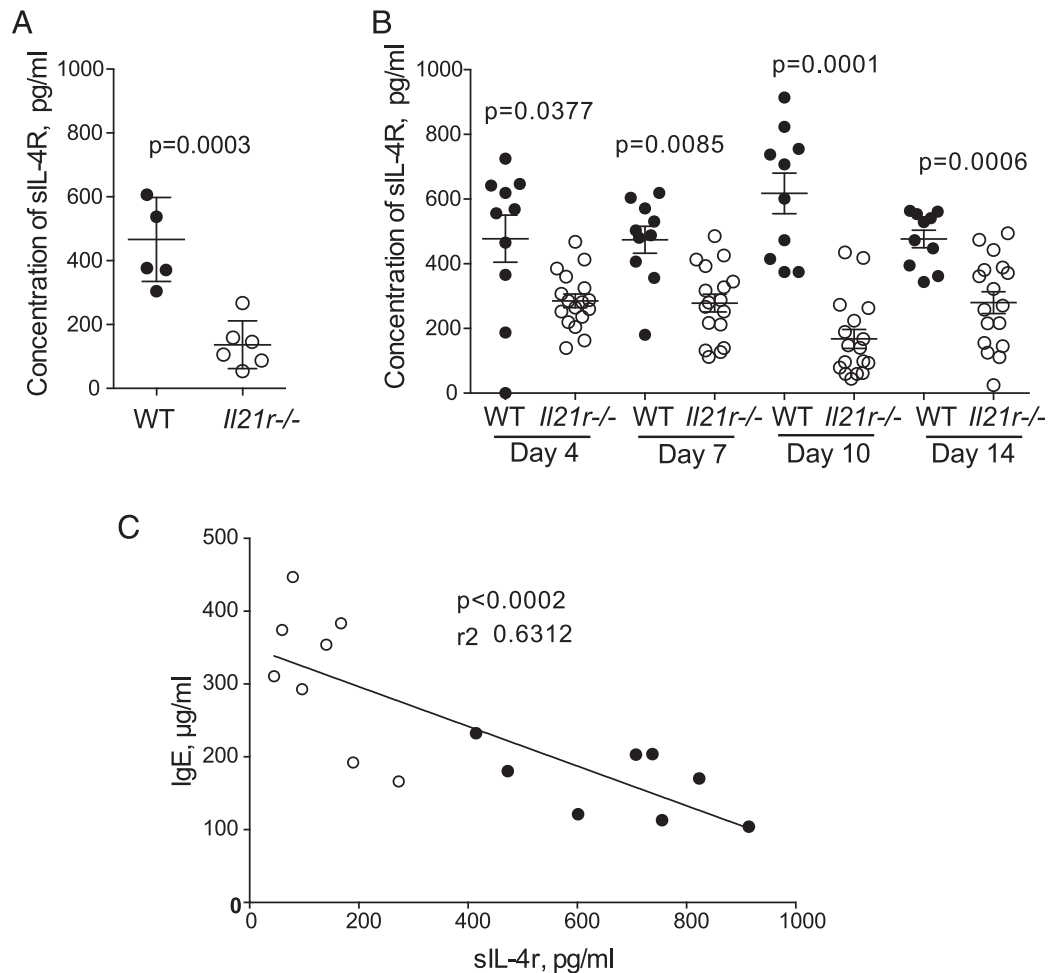 A
Concentration of sIL-4R, pg/ml
1000
800
600
400
200
0
p=0.0003
WT
Il21r-/-
B
Concentration of sIL-4R, pg/ml
1000
800
600
400
200
0
p=0.0377
p=0.0085
p=0.0001
p=0.0006
WT Il21r-/- WT Il21r-/- WT Il21r-/- WT Il21r-/-
Day 4 Day 7 Day 10 Day 14
C
IgE, µg/ml
500
400
300
200
100
0
p<0.0002
r2 0.6312
0 200 400 600 800 1000
sIL-4r, pg/ml